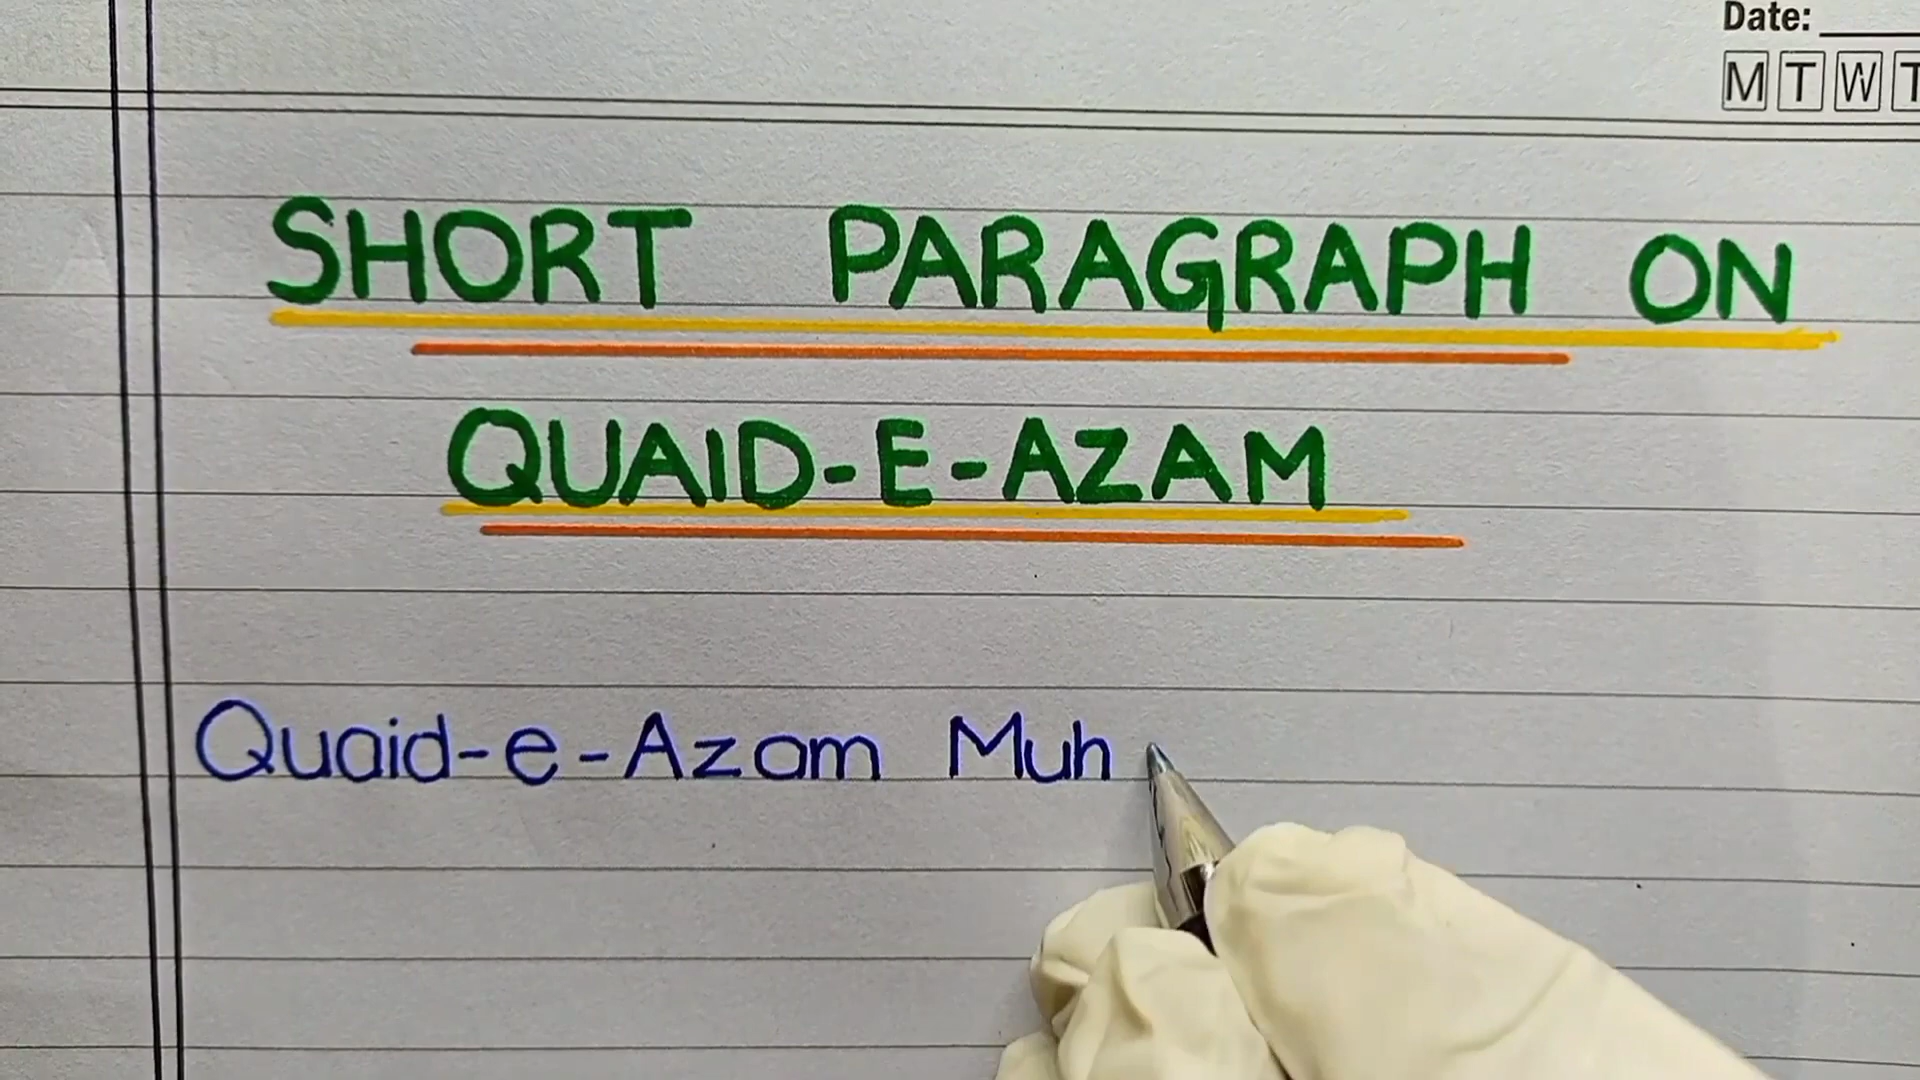 Date:
M T W T
SHORT PARAGRAPH ON
QUAID-E-AZAM
Quaid-e-Azam Muh